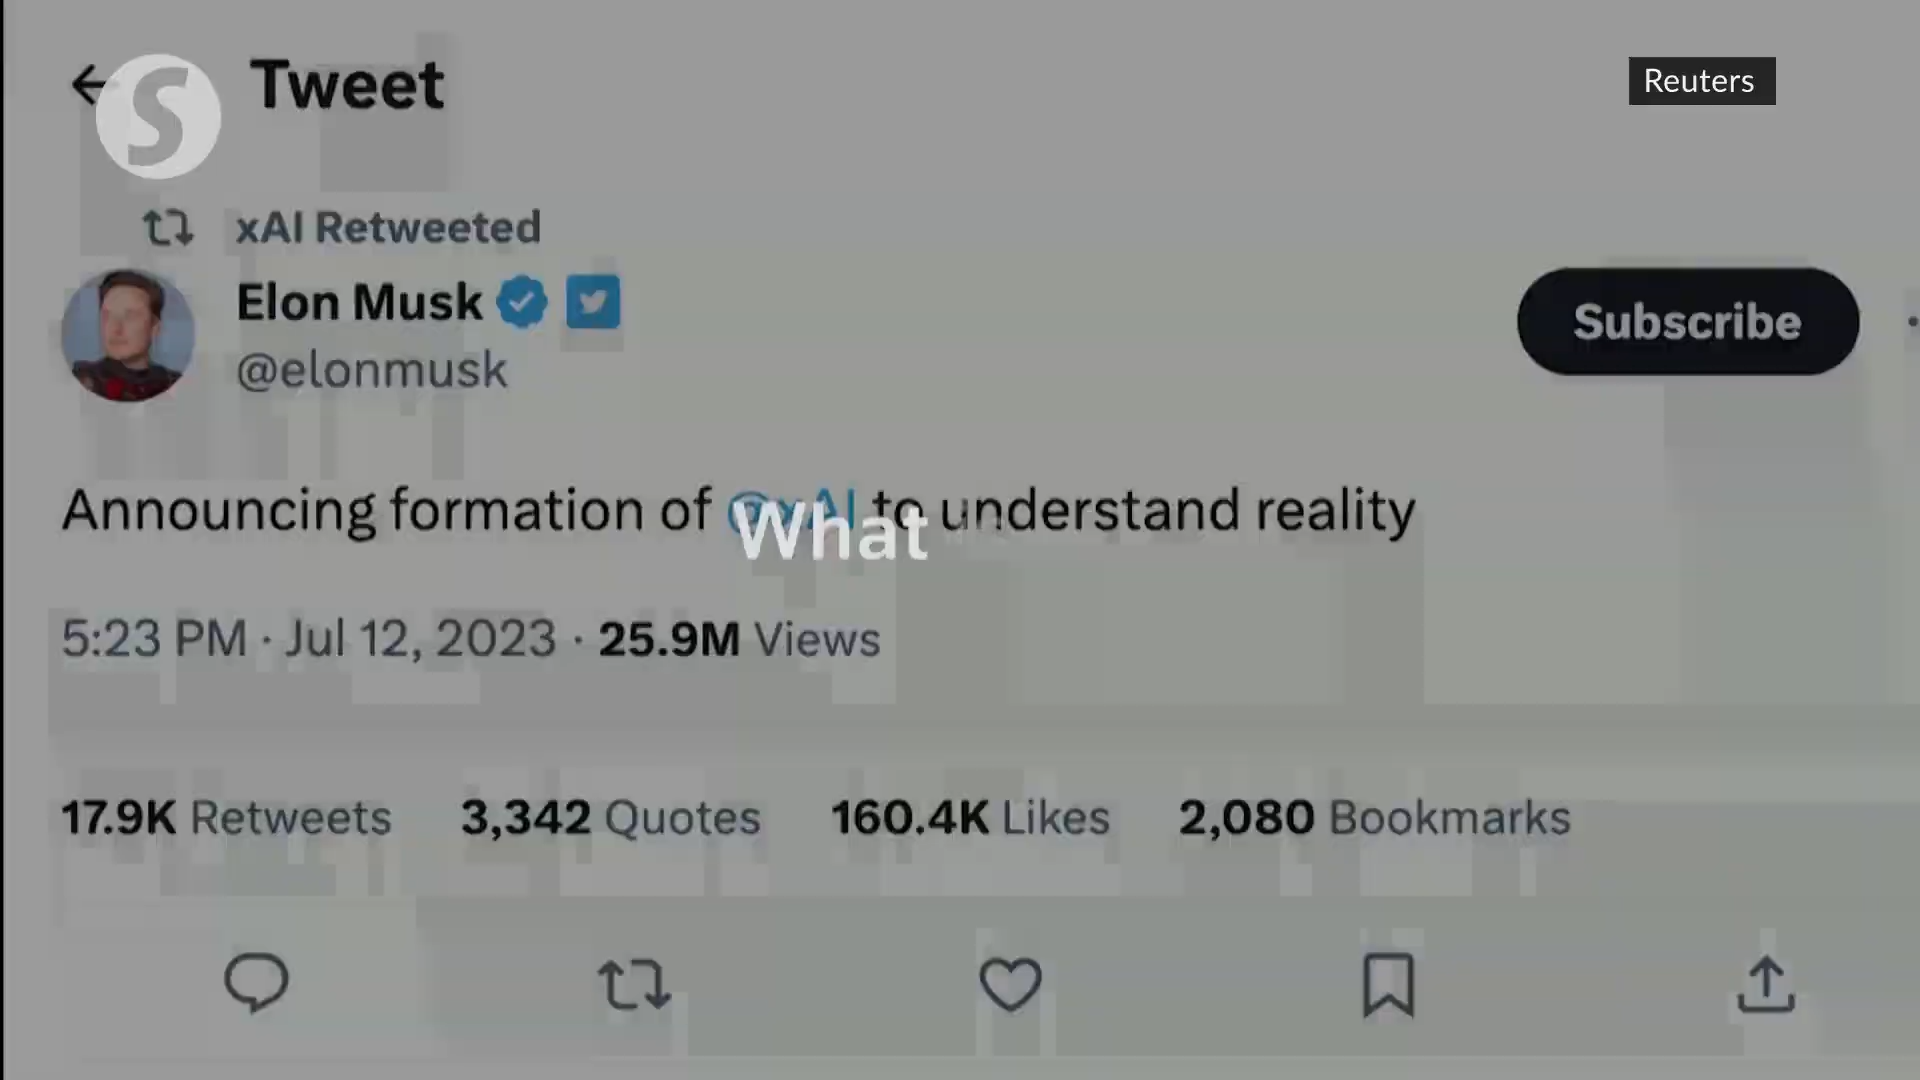 Tweet
Reuters
S
xAI Retweeted
Elon Musk
@elonmusk
Subscribe
Announcing formation of @xAI to understand reality
What
5:23 PM · Jul 12, 2023 · 25.9M Views
17.9K Retweets 3,342 Quotes 160.4K Likes 2,080 Bookmarks